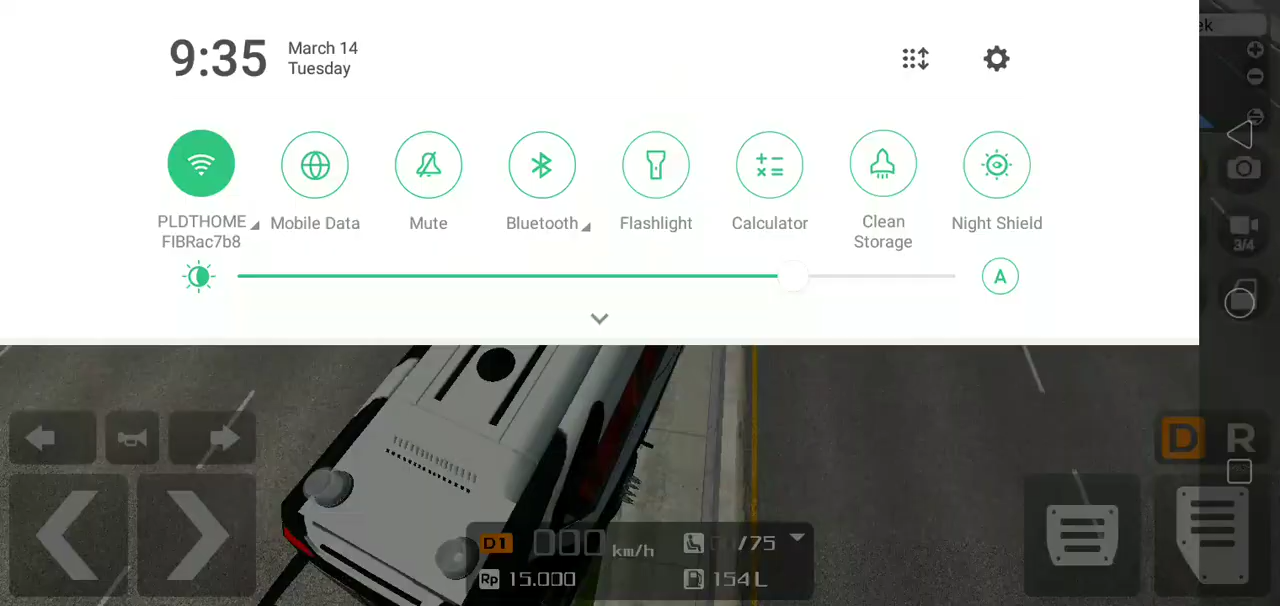 9:35
March 14
Tuesday
PLDTHOME
FIBRac7b8
Mobile Data
Mute
Bluetooth
Flashlight
Calculator
Clean
Storage
Night Shield
A
3/4
D R
D1 000 km/h
/75
Rp 15.000
154 L